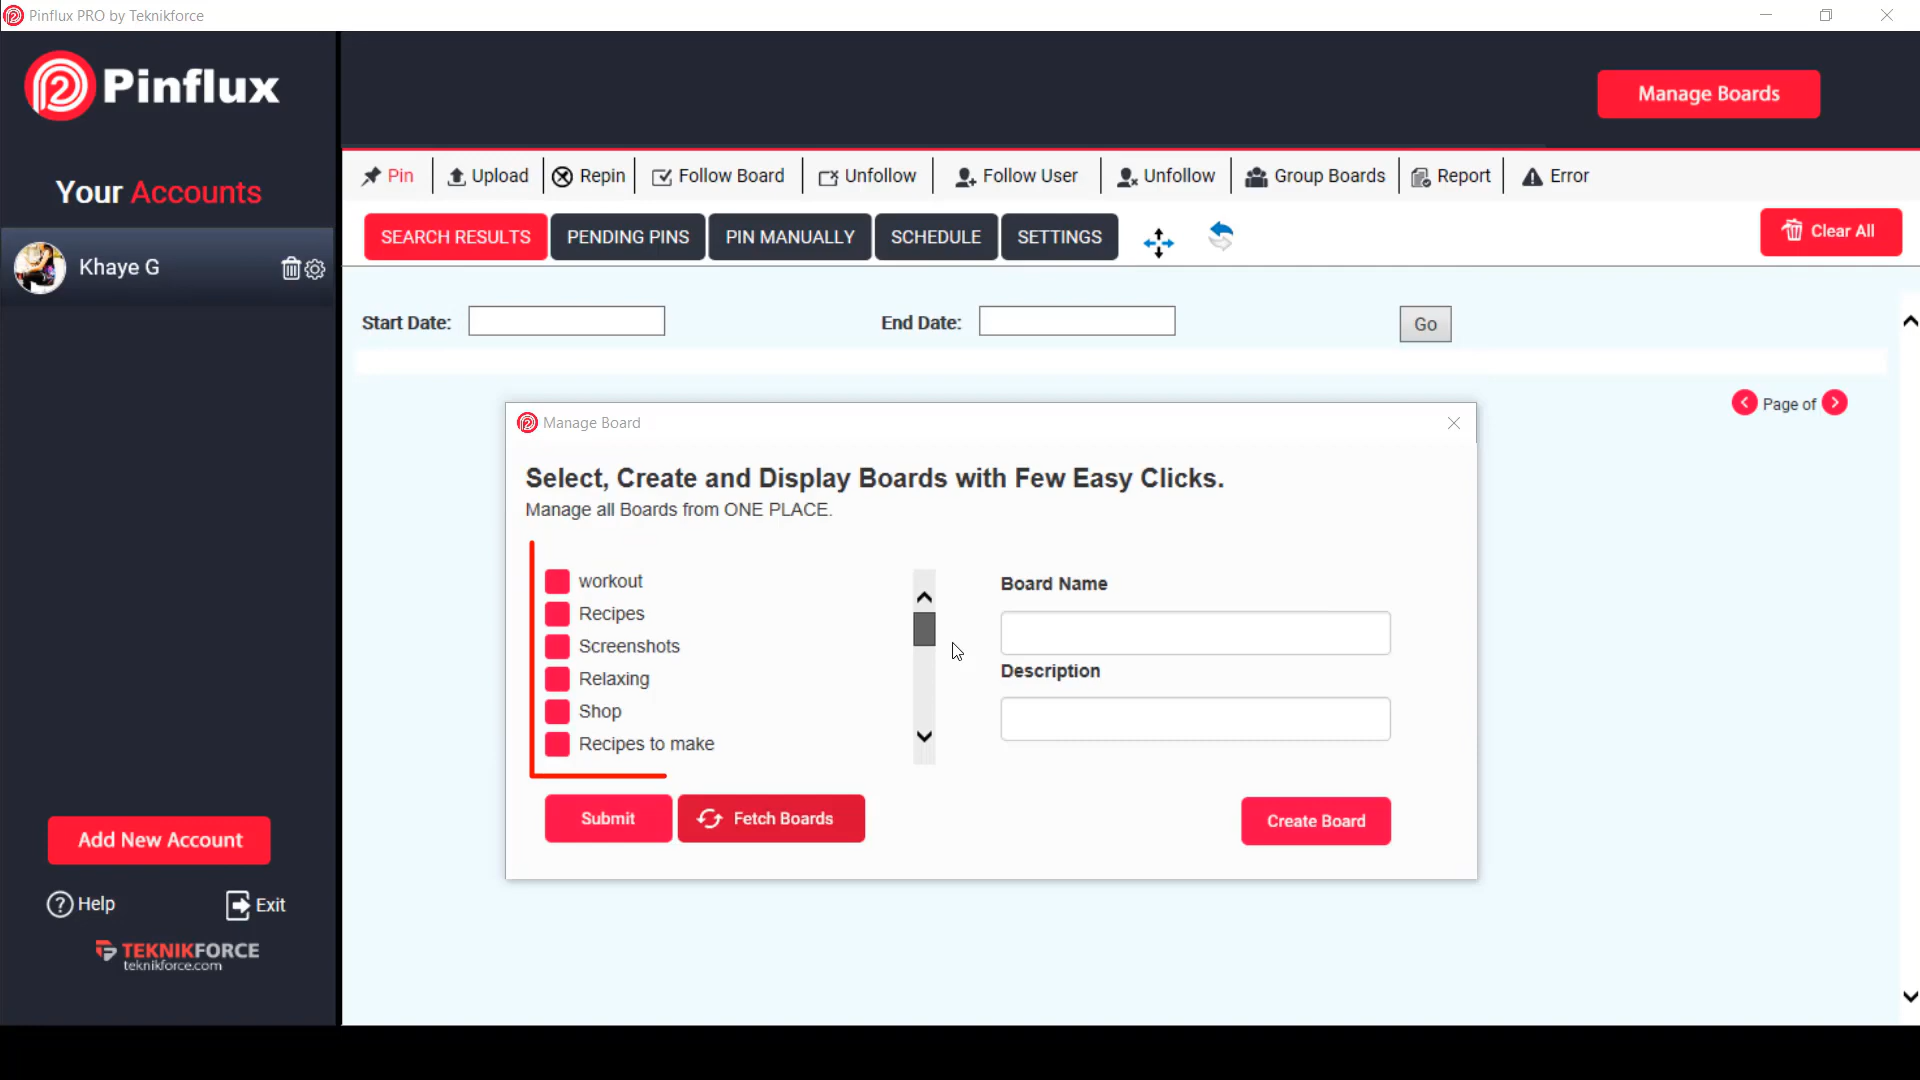 Pinflux PRO by Teknikforce
Pinflux
Manage Boards
Your Accounts
Khaye G
Pin Upload Repin Follow Board Unfollow Follow User Unfollow Group Boards Report Error
SEARCH RESULTS PENDING PINS PIN MANUALLY SCHEDULE SETTINGS Clear All
Start Date: End Date: Go
Page of
Manage Board
Select, Create and Display Boards with Few Easy Clicks.
Manage all Boards from ONE PLACE.
workout
Recipes
Screenshots
Relaxing
Shop
Recipes to make
Board Name
Description
Submit Fetch Boards Create Board
Add New Account
Help Exit
TEKNIKFORCE
teknikforce.com